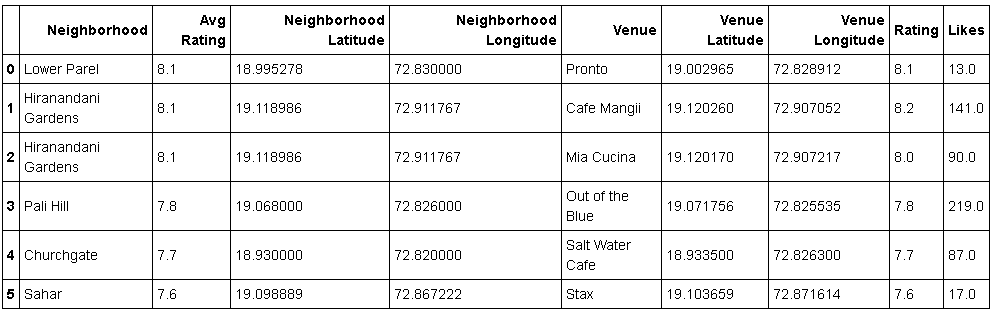 Neighborhood Avg Rating Neighborhood Latitude Neighborhood Longitude Venue Venue Latitude Venue Longitude Rating Likes
0 Lower Parel 8.1 18.995278 72.830000 Pronto 19.002965 72.828912 8.1 13.0
1 Hiranandani Gardens 8.1 19.118986 72.911767 Cafe Mangii 19.120260 72.907052 8.2 141.0
2 Hiranandani Gardens 8.1 19.118986 72.911767 Mia Cucina 19.120170 72.907217 8.0 90.0
3 Pali Hill 7.8 19.068000 72.826000 Out of the Blue 19.071756 72.825535 7.8 219.0
4 Churchgate 7.7 18.930000 72.820000 Salt Water Cafe 18.933500 72.826300 7.7 87.0
5 Sahar 7.6 19.098889 72.867222 Stax 19.103659 72.871614 7.6 17.0